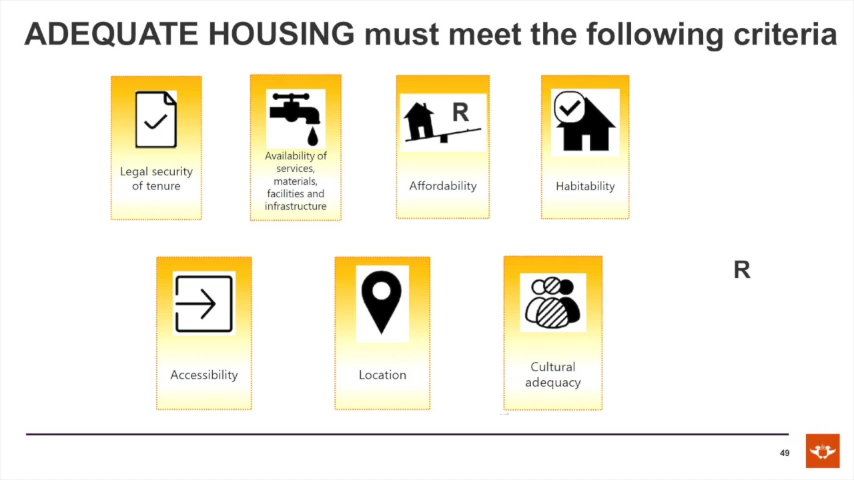 ADEQUATE HOUSING must meet the following criteria
Legal security
of tenure
Availability of
services,
materials,
facilities and
infrastructure
R
Affordability
Habitability
Accessibility
Location
Cultural
adequacy
R
49